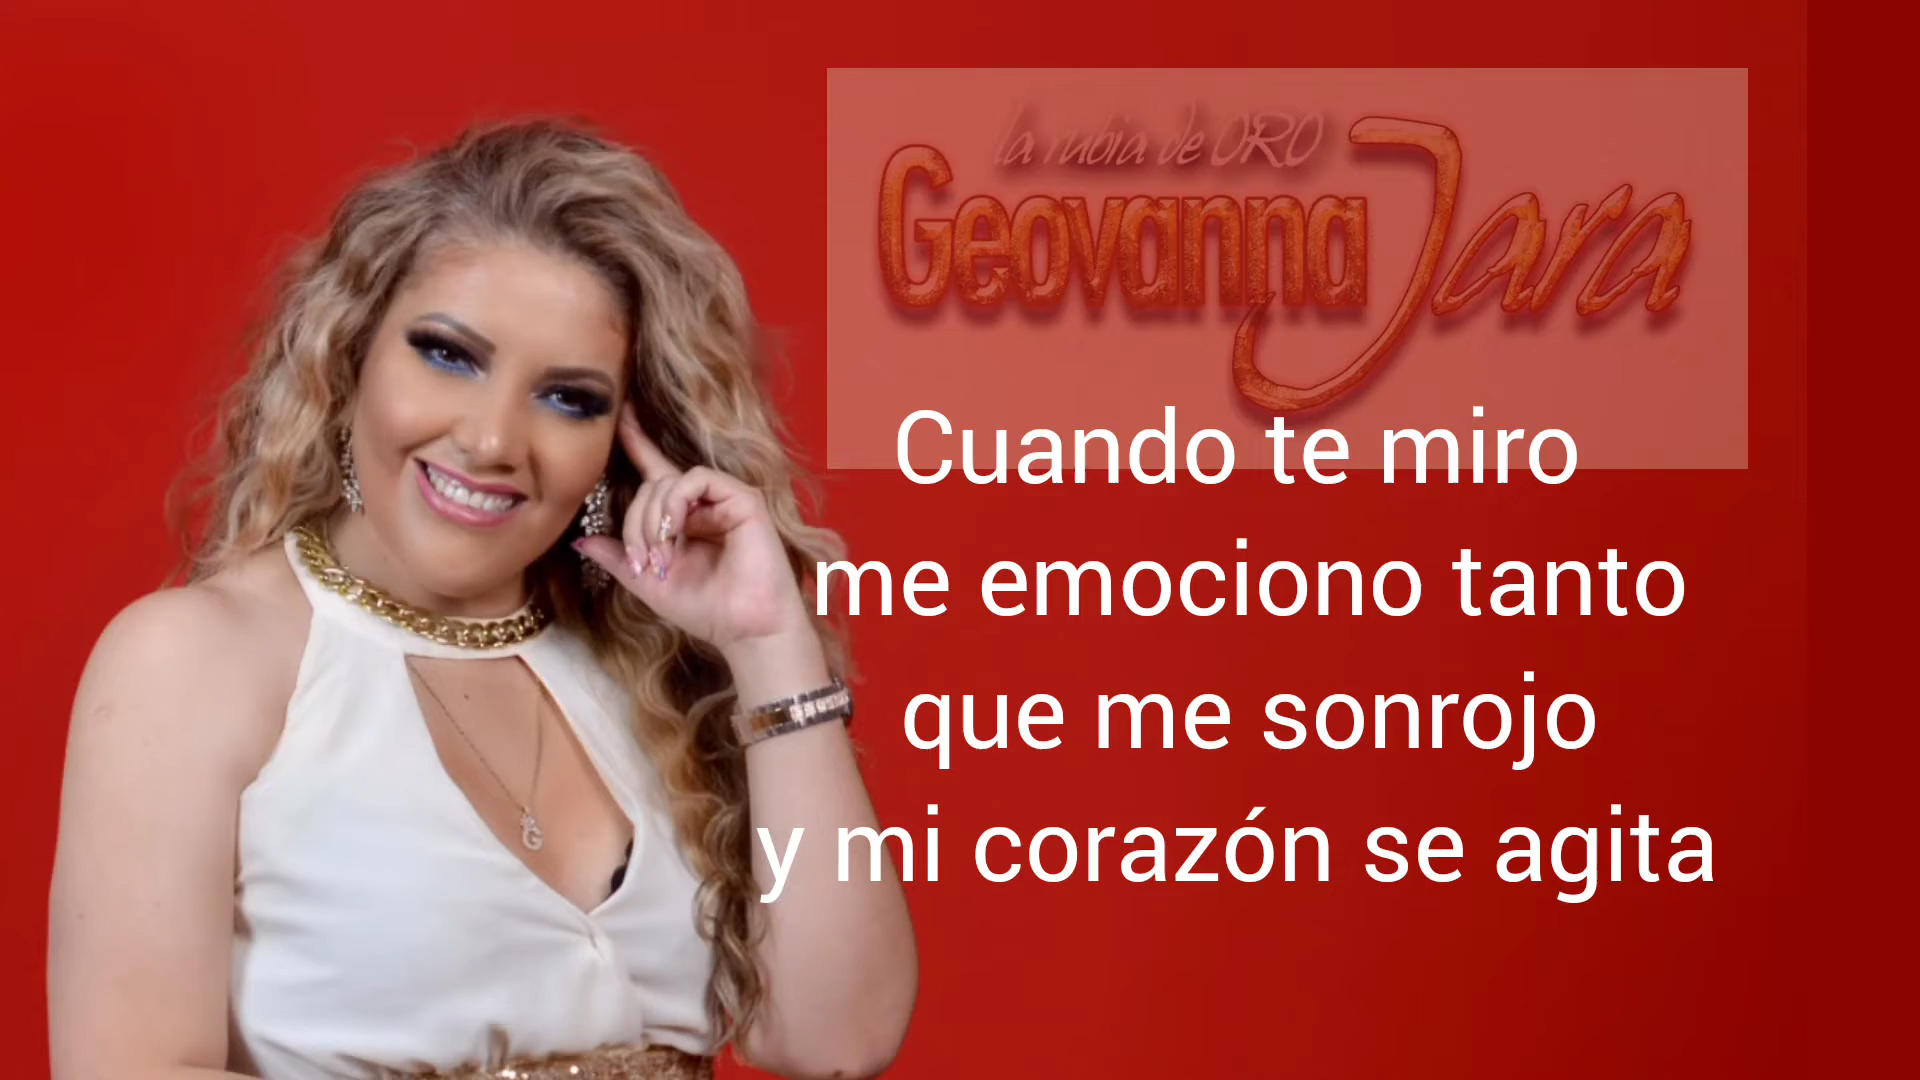 la rubia de ORO
Geovanna Jara
Cuando te miro
me emociono tanto
que me sonrojo
y mi corazón se agita
G